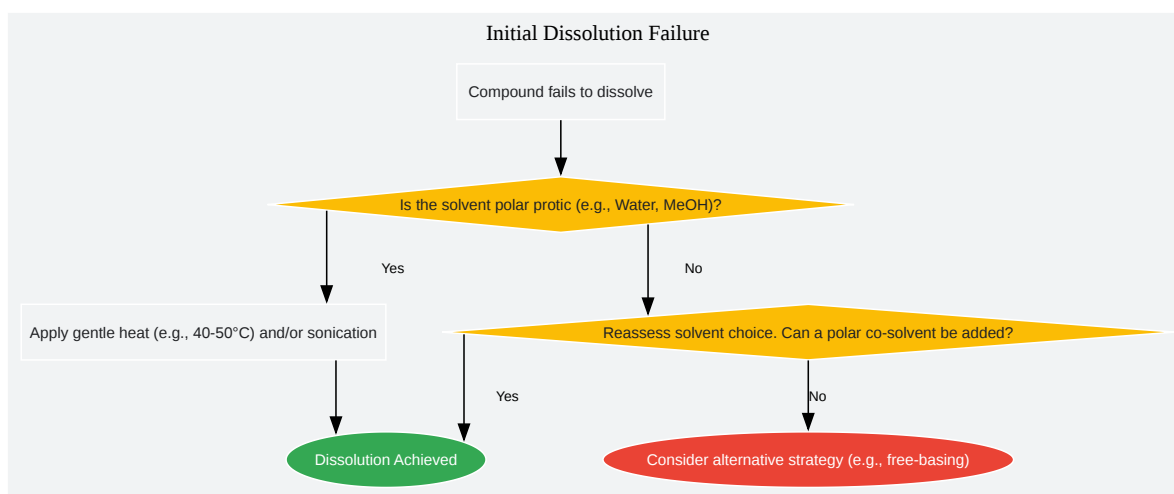 Initial Dissolution Failure
Compound fails to dissolve
Is the solvent polar protic (e.g., Water, MeOH)?
Yes
No
Apply gentle heat (e.g., 40-50°C) and/or sonication
Reassess solvent choice. Can a polar co-solvent be added?
Yes
No
Dissolution Achieved
Consider alternative strategy (e.g., free-basing)